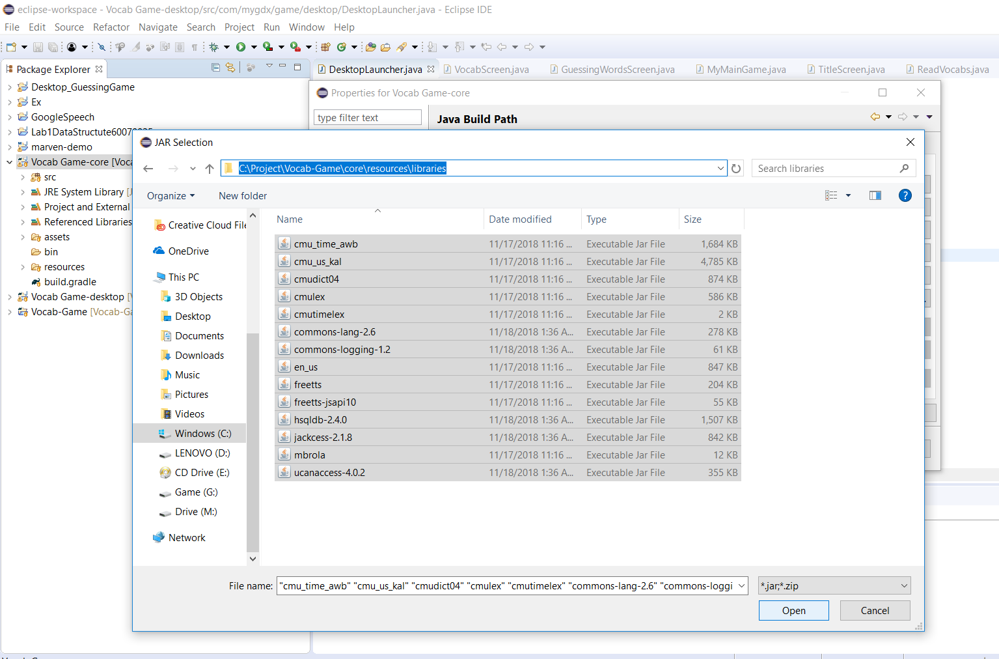 eclipse-workspace - Vocab Game-desktop/src/com/mygdx/game/desktop/DesktopLauncher.java - Eclipse IDE
File Edit Source Refactor Navigate Search Project Run Window Help
Package Explorer
DesktopLauncher.java VocabScreen.java GuessingWordsScreen.java MyMainGame.java TitleScreen.java ReadVocabs.java
Desktop_GuessingGame
Ex
GoogleSpeech
Lab1DataStructute60070025
marven-demo
Vocab Game-core [Voca
src
JRE System Library [J
Project and External
Referenced Libraries
assets
bin
resources
build.gradle
Vocab Game-desktop [V
Vocab-Game [Vocab-Ga
Properties for Vocab Game-core
type filter text
Java Build Path
JAR Selection
C:\Project\Vocab-Game\core\resources\libraries
Search libraries
Organize New folder
Creative Cloud File
OneDrive
This PC
3D Objects
Desktop
Documents
Downloads
Music
Pictures
Videos
Windows (C:)
LENOVO (D:)
CD Drive (E:)
Game (G:)
Drive (M:)
Network
Name Date modified Type Size
cmu_time_awb 11/17/2018 11:16 ... Executable Jar File 1,684 KB
cmu_us_kal 11/17/2018 11:16 ... Executable Jar File 4,785 KB
cmudict04 11/17/2018 11:16 ... Executable Jar File 874 KB
cmulex 11/17/2018 11:16 ... Executable Jar File 586 KB
cmutimelex 11/17/2018 11:16 ... Executable Jar File 2 KB
commons-lang-2.6 11/18/2018 1:36 A... Executable Jar File 278 KB
commons-logging-1.2 11/18/2018 1:36 A... Executable Jar File 61 KB
en_us 11/17/2018 11:16 ... Executable Jar File 847 KB
freetts 11/17/2018 11:16 ... Executable Jar File 204 KB
freetts-jsapi10 11/17/2018 11:16 ... Executable Jar File 55 KB
hsqldb-2.4.0 11/18/2018 1:36 A... Executable Jar File 1,507 KB
jackcess-2.1.8 11/18/2018 1:36 A... Executable Jar File 842 KB
mbrola 11/17/2018 11:16 ... Executable Jar File 12 KB
ucanaccess-4.0.2 11/18/2018 1:36 A... Executable Jar File 355 KB
File name: "cmu_time_awb" "cmu_us_kal" "cmudict04" "cmulex" "cmutimelex" "commons-lang-2.6" "commons-loggi
*.jar;*.zip
Open Cancel